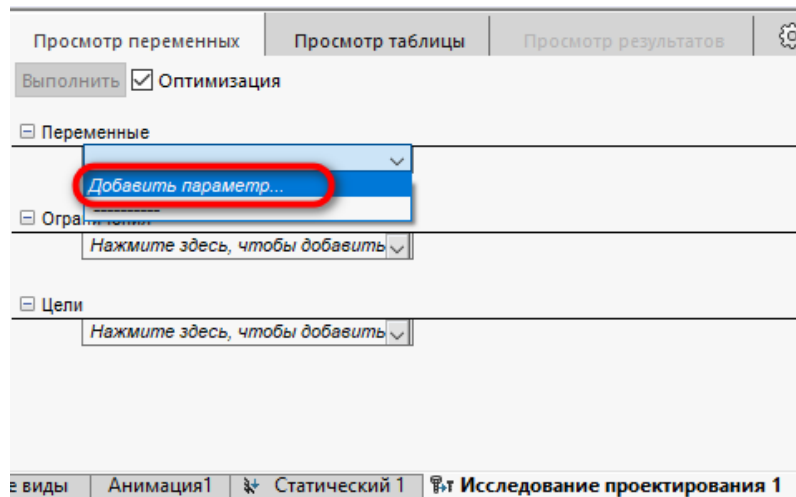 Просмотр переменных Просмотр таблицы Просмотр результатов
Выполнить Оптимизация
Переменные
Добавить параметр...
----------
Ограничения
Нажмите здесь, чтобы добавить
Цели
Нажмите здесь, чтобы добавить
е виды Анимация1 Статический 1 Исследование проектирования 1